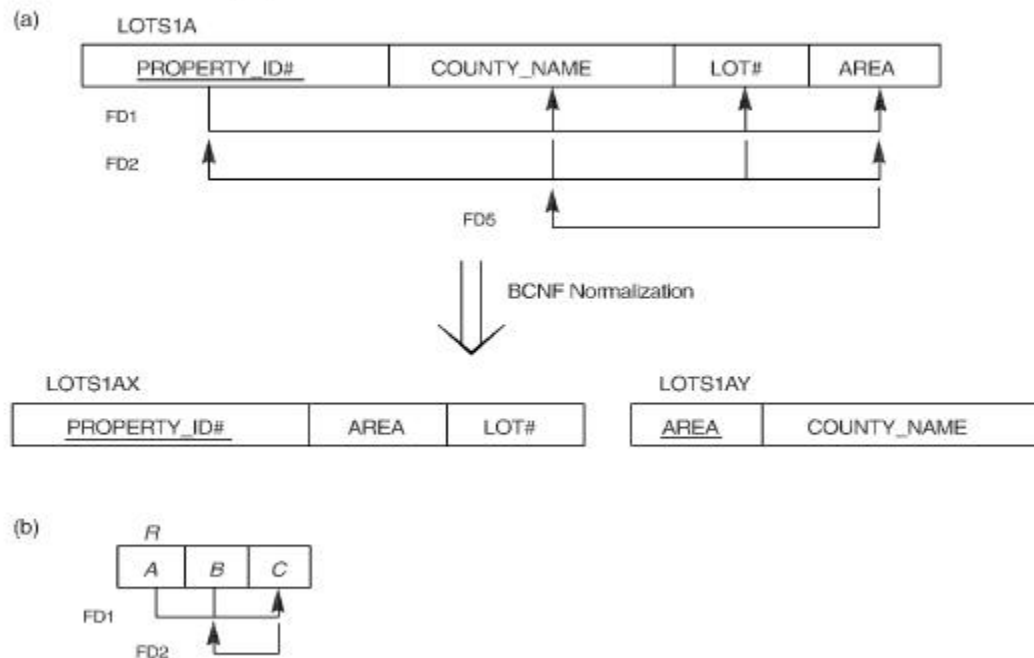 (a)
LOTS1A
PROPERTY_ID# COUNTY_NAME LOT# AREA
FD1
FD2
FD5
BCNF Normalization
LOTS1AX LOTS1AY
PROPERTY_ID# AREA LOT# AREA COUNTY_NAME
(b)
R
A B C
FD1
FD2